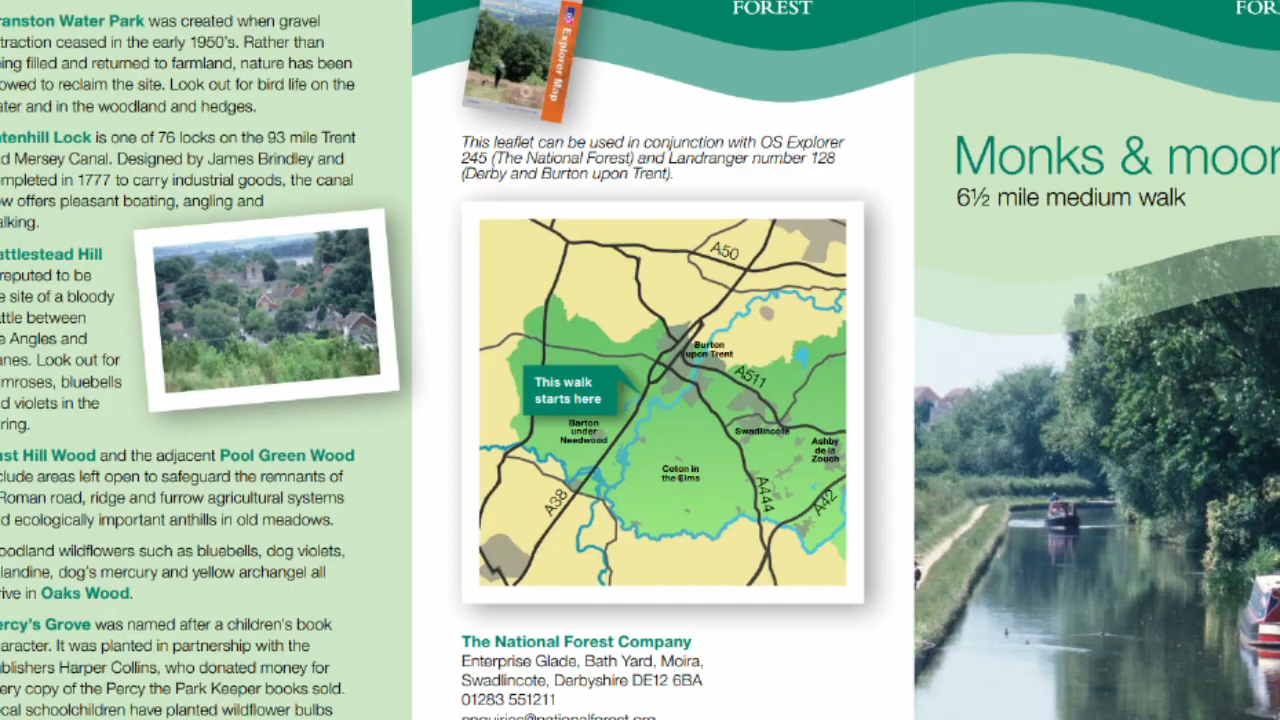 ranston Water Park was created when gravel
traction ceased in the early 1950's. Rather than
ing filled and returned to farmland, nature has been
owed to reclaim the site. Look out for bird life on the
ater and in the woodland and hedges.
atenhill Lock is one of 76 locks on the 93 mile Trent
d Mersey Canal. Designed by James Brindley and
mpleted in 1777 to carry industrial goods, the canal
ow offers pleasant boating, angling and
alking.
attlestead Hill
reputed to be
e site of a bloody
ttle between
e Angles and
anes. Look out for
imroses, bluebells
d violets in the
ring.
ast Hill Wood and the adjacent Pool Green Wood
clude areas left open to safeguard the remnants of
Roman road, ridge and furrow agricultural systems
d ecologically important anthills in old meadows.
oodland wildflowers such as bluebells, dog violets,
landine, dog's mercury and yellow archangel all
rive in Oaks Wood.
ercy's Grove was named after a children's book
aracter. It was planted in partnership with the
ublishers Harper Collins, who donated money for
ery copy of the Percy the Park Keeper books sold.
cal schoolchildren have planted wildflower bulbs
FOREST
Explorer Map
This leaflet can be used in conjunction with OS Explorer
245 (The National Forest) and Landranger number 128
(Derby and Burton upon Trent).
A50
Burton
upon Trent
A511
This walk
starts here
Barton
under
Needwood
Swadlincote
Ashby
de la
Zouch
Coton in
the Elms
A38
A444
A42
The National Forest Company
Enterprise Glade, Bath Yard, Moira,
Swadlincote, Derbyshire DE12 6BA
01283 551211
enquiries@nationalforest.org
FOR
Monks & moor
6½ mile medium walk